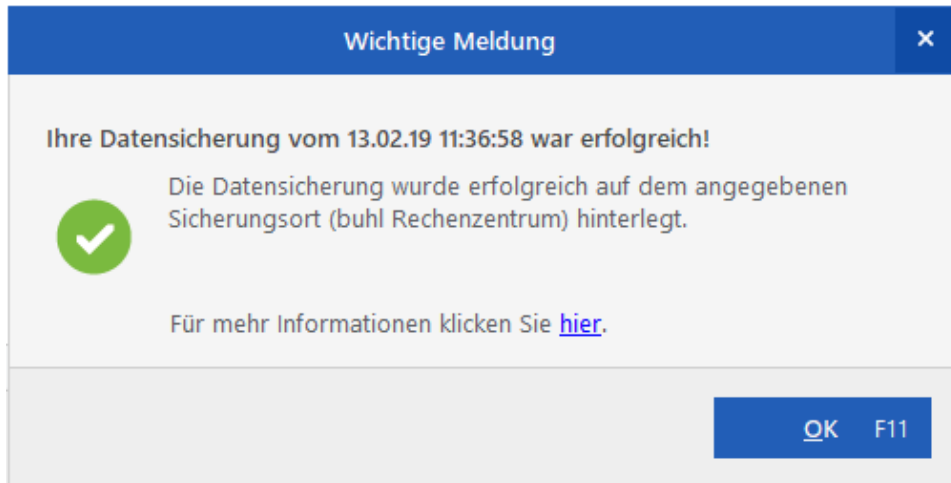 Wichtige Meldung
Ihre Datensicherung vom 13.02.19 11:36:58 war erfolgreich!
Die Datensicherung wurde erfolgreich auf dem angegebenen
Sicherungsort (buhl Rechenzentrum) hinterlegt.
Für mehr Informationen klicken Sie hier.
OK F11